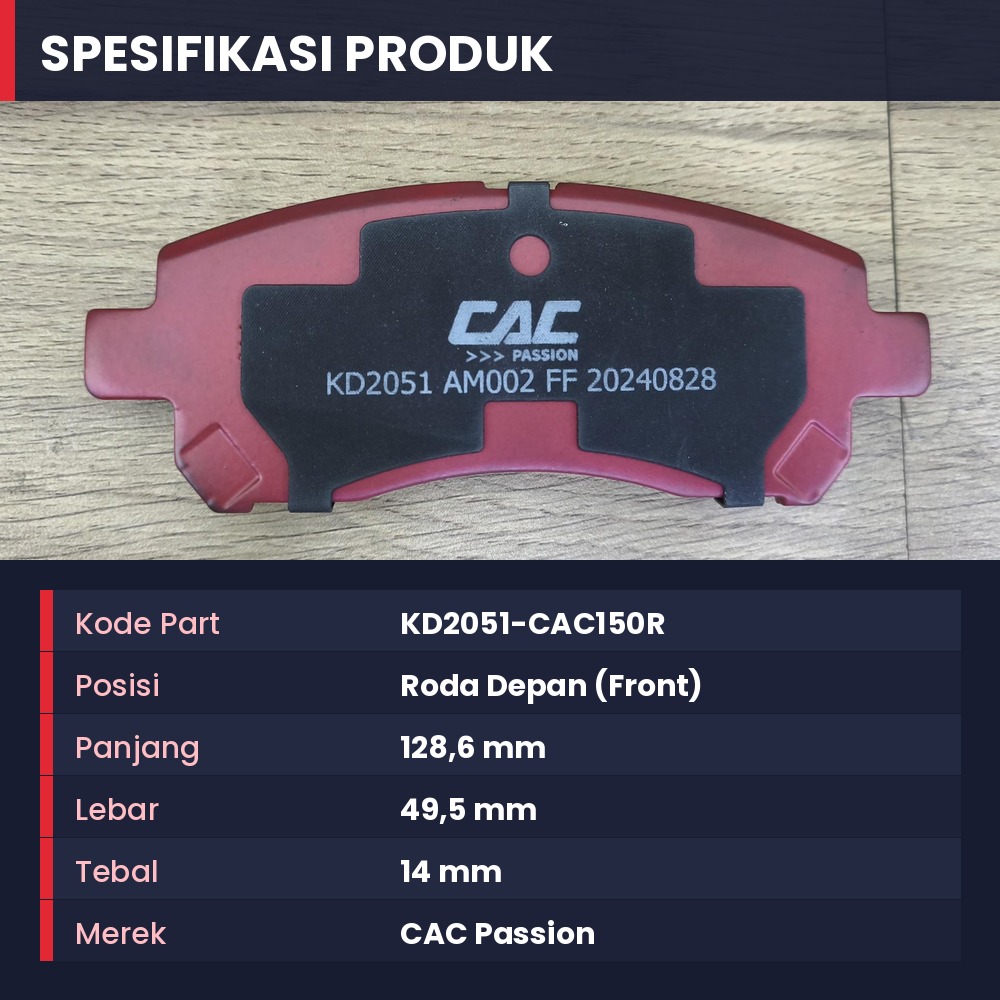 SPESIFIKASI PRODUK
CAC
>>> PASSION
KD2051 AM002 FF 20240828
Kode Part KD2051-CAC150R
Posisi Roda Depan (Front)
Panjang 128,6 mm
Lebar 49,5 mm
Tebal 14 mm
Merek CAC Passion